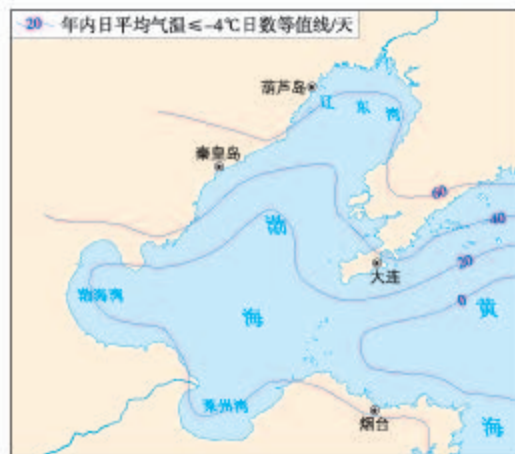 20 年内日平均气温≤-4℃日数等值线/天
葫芦岛
辽东湾
秦皇岛
60
渤
40
20
大连
0
渤海湾
黄
海
莱州湾
烟台
海